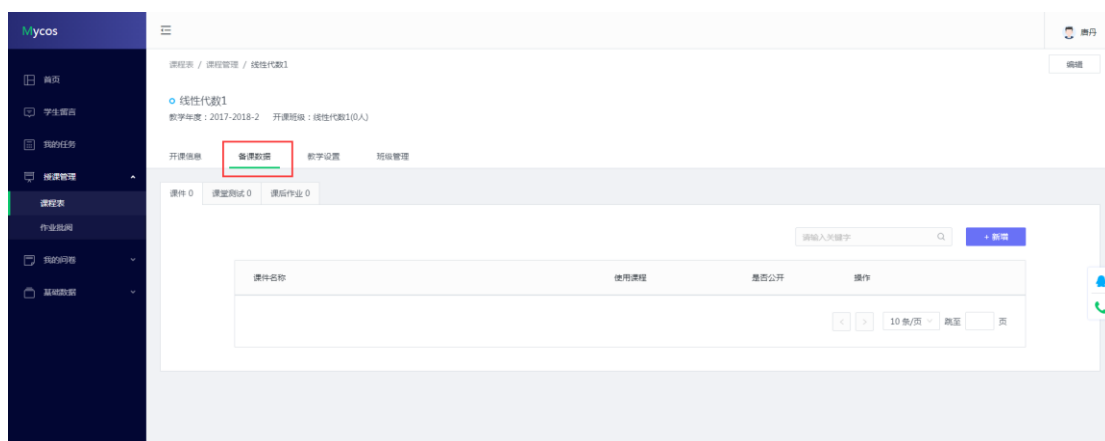 Mycos
唐丹
首页
学生留言
我的任务
授课管理
课程表
作业批阅
我的问卷
基础数据
课程表 / 课程管理 / 线性代数1
编辑
线性代数1
教学年度：2017-2018-2 开课班级：线性代数1(0人)
开课信息 备课数据 教学设置 班级管理
课件 0 课堂测试 0 课后作业 0
请输入关键字
+ 新增
课件名称 使用课程 是否公开 操作
< > 10 条/页 跳至 页